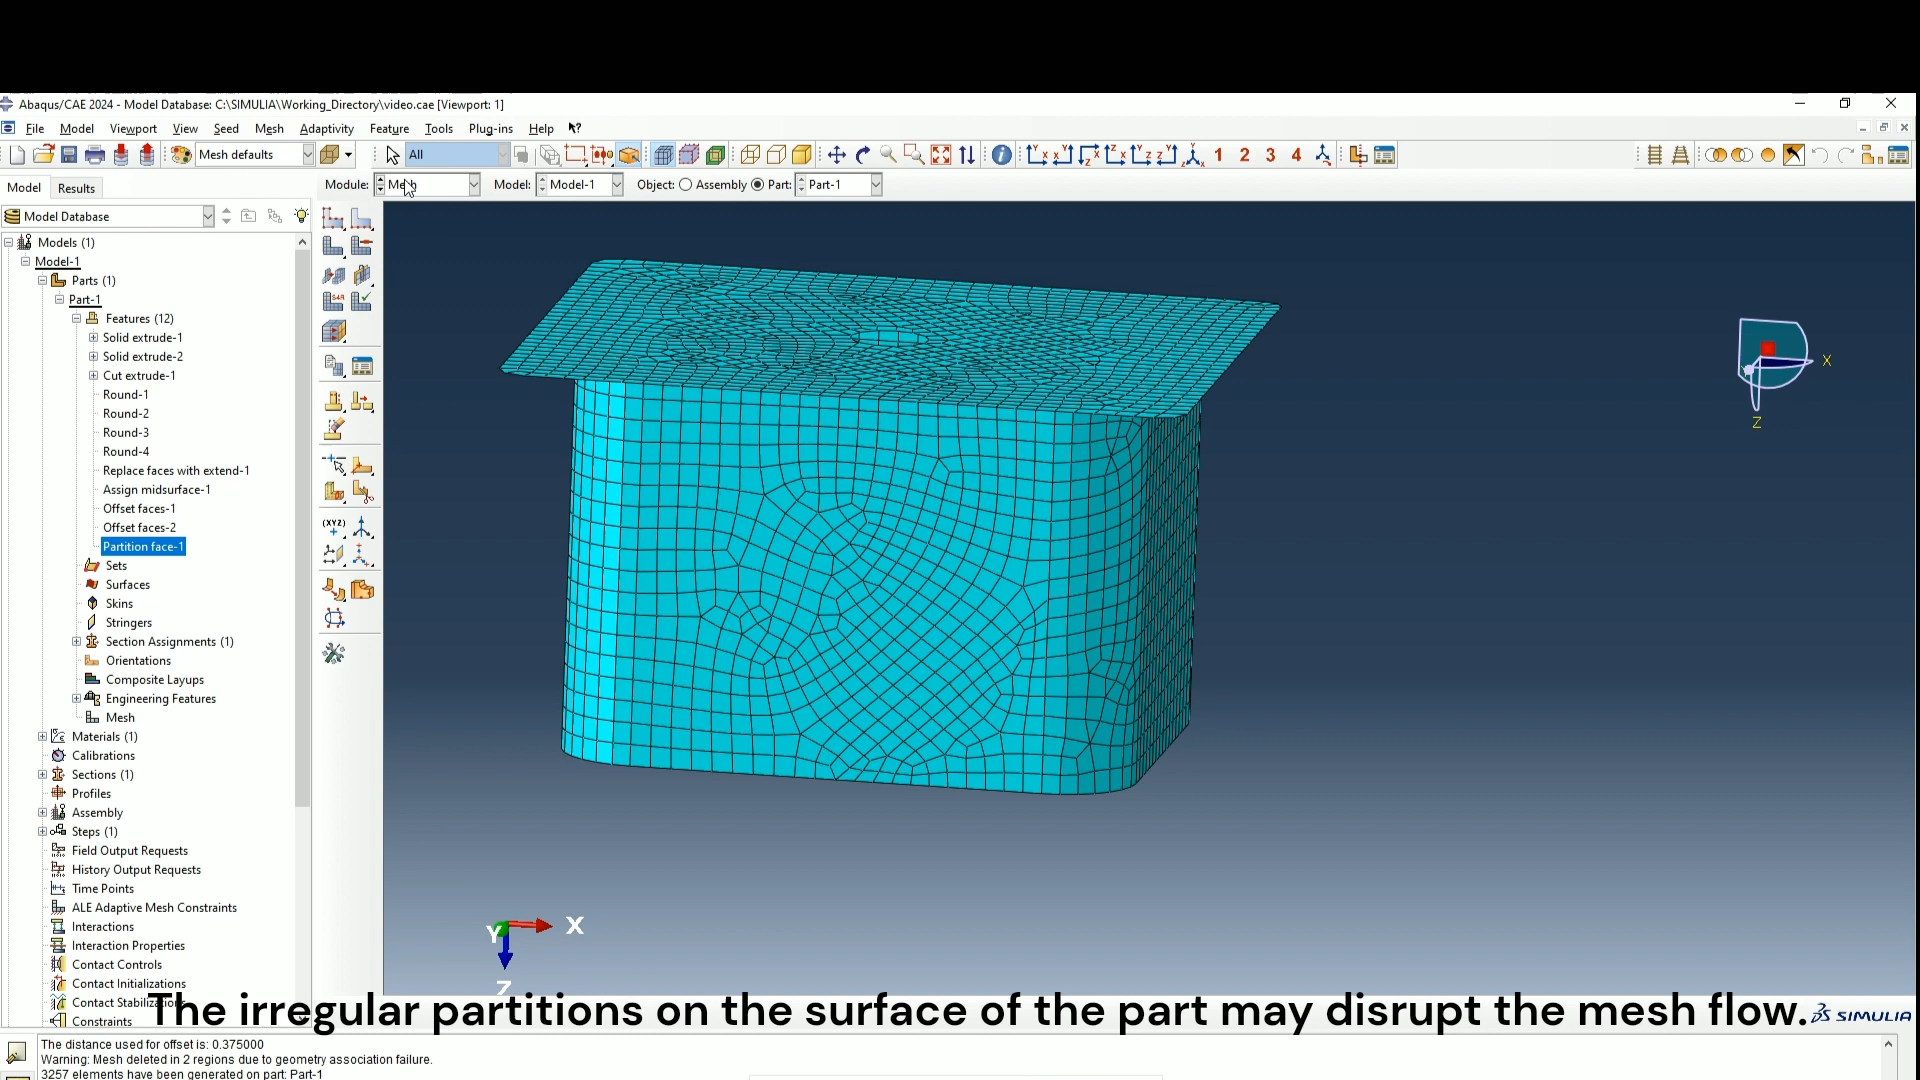 Abaqus/CAE 2024 - Model Database: C:\SIMULIA\Working_Directory\video.cae [Viewport: 1]
File Model Viewport View Seed Mesh Adaptivity Feature Tools Plug-ins Help
Mesh defaults All 1 2 3 4
Model Results Module: Mesh Model: Model-1 Object: Assembly Part: Part-1
Model Database
Models (1)
Model-1
Parts (1)
Part-1
Features (12)
Solid extrude-1
Solid extrude-2
Cut extrude-1
Round-1
Round-2
Round-3
Round-4
Replace faces with extend-1
Assign midsurface-1
Offset faces-1
Offset faces-2
Partition face-1
Sets
Surfaces
Skins
Stringers
Section Assignments (1)
Orientations
Composite Layups
Engineering Features
Mesh
Materials (1)
Calibrations
Sections (1)
Profiles
Assembly
Steps (1)
Field Output Requests
History Output Requests
Time Points
ALE Adaptive Mesh Constraints
Interactions
Interaction Properties
Contact Controls
Contact Initializations
Contact Stabilizations
Constraints
(XYZ)
X
Z
Y X
Z
The irregular partitions on the surface of the part may disrupt the mesh flow.
SIMULIA
The distance used for offset is: 0.375000
Warning: Mesh deleted in 2 regions due to geometry association failure.
3257 elements have been generated on part: Part-1